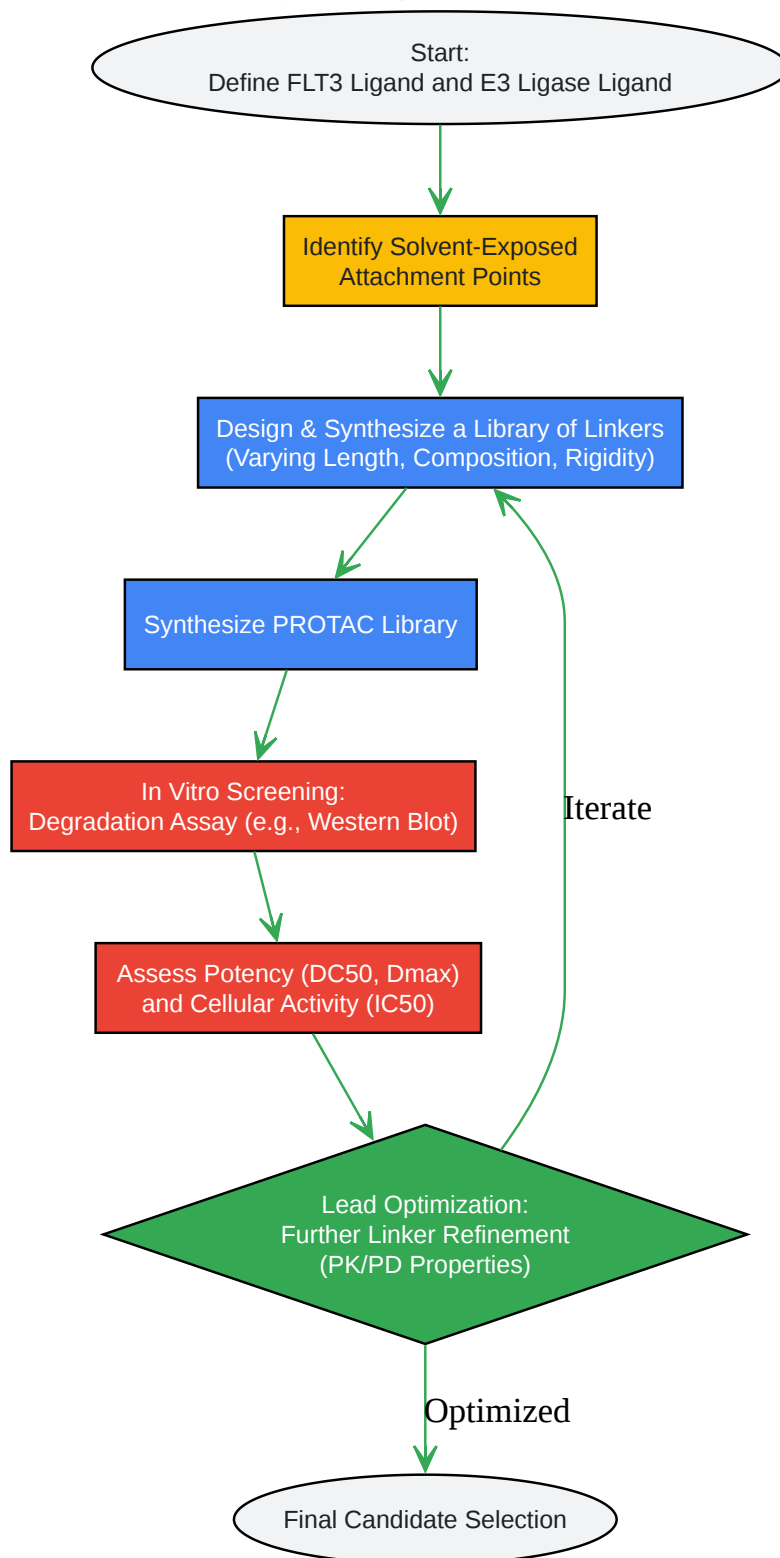 Start:
Define FLT3 Ligand and E3 Ligase Ligand
Identify Solvent-Exposed
Attachment Points
Design & Synthesize a Library of Linkers
(Varying Length, Composition, Rigidity)
Synthesize PROTAC Library
In Vitro Screening:
Degradation Assay (e.g., Western Blot)
Iterate
Assess Potency (DC50, Dmax)
and Cellular Activity (IC50)
Lead Optimization:
Further Linker Refinement
(PK/PD Properties)
Optimized
Final Candidate Selection